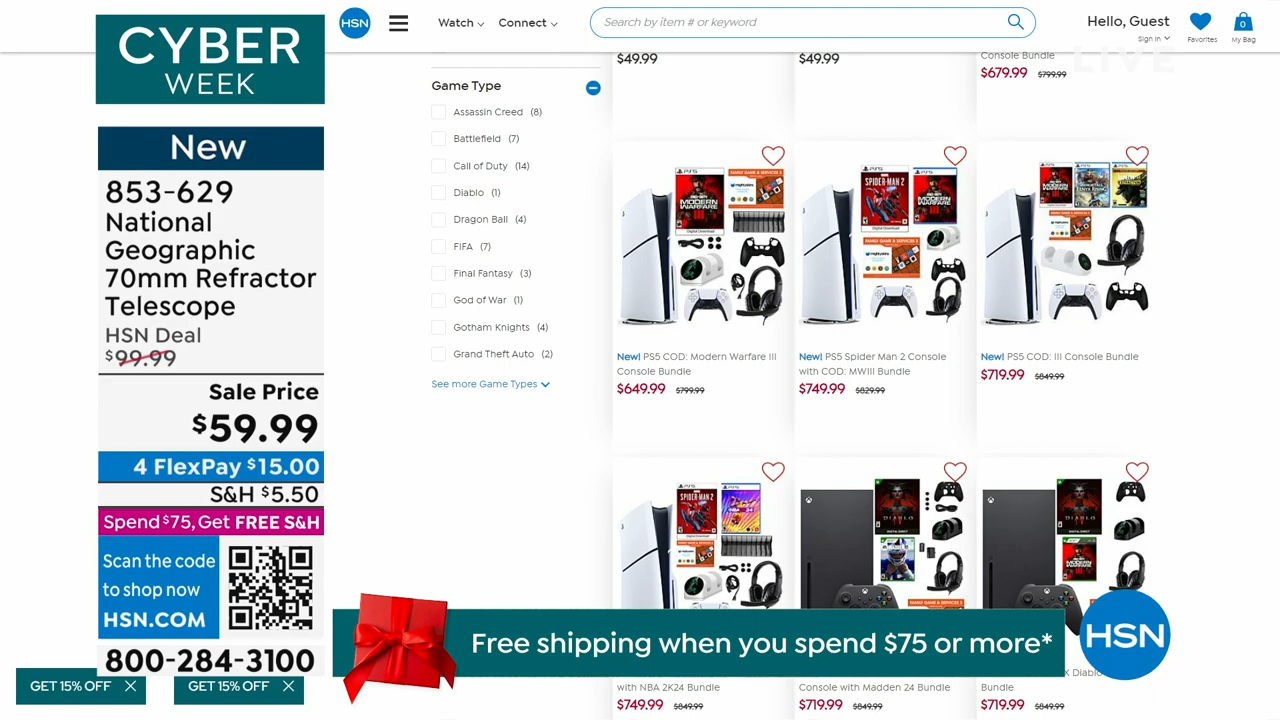 CYBER
WEEK
New
853-629
National
Geographic
70mm Refractor
Telescope
HSN Deal
$99.99
Sale Price
$59.99
4 FlexPay $15.00
S&H $5.50
Spend $75, Get FREE S&H
Scan the code
to shop now
HSN.COM
800-284-3100
GET 15% OFF
GET 15% OFF
HSN
Watch
Connect
Search by item # or keyword
Hello, Guest
Sign in
Favorites
0
My Bag
LIVE
Game Type
Assassin Creed (8)
Battlefield (7)
Call of Duty (14)
Diablo (1)
Dragon Ball (4)
FIFA (7)
Final Fantasy (3)
God of War (1)
Gotham Knights (4)
Grand Theft Auto (2)
See more Game Types
$49.99
$49.99
Console Bundle
$679.99 $799.99
New! PS5 COD: Modern Warfare III
Console Bundle
$649.99 $799.99
New! PS5 Spider Man 2 Console
with COD: MWIII Bundle
$749.99 $829.99
New! PS5 COD: III Console Bundle
$719.99 $849.99
with NBA 2K24 Bundle
$749.99 $849.99
Console with Madden 24 Bundle
$719.99 $849.99
X Diablo
Bundle
$719.99 $849.99
Free shipping when you spend $75 or more*
HSN